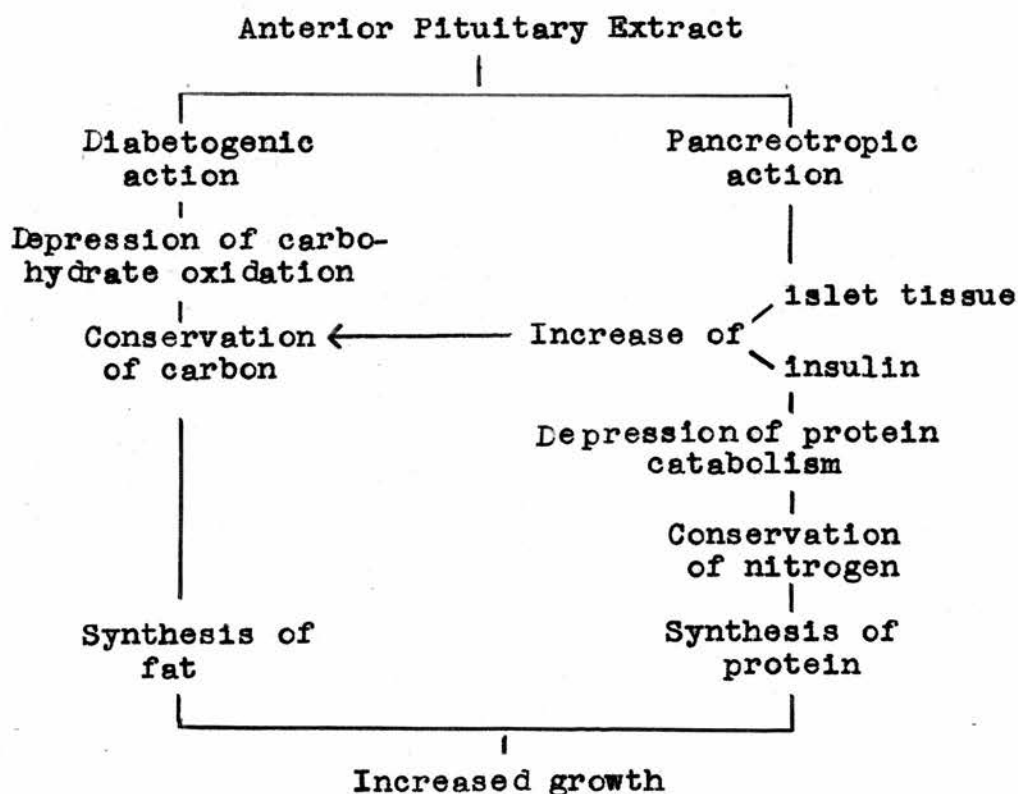 Anterior Pituitary Extract
Diabetogenic
action
Pancreotropic
action
Depression of carbo-
hydrate oxidation
islet tissue
Conservation
of carbon
Increase of
insulin
Depression of protein
catabolism
Conservation
of nitrogen
Synthesis of
fat
Synthesis of
protein
Increased growth